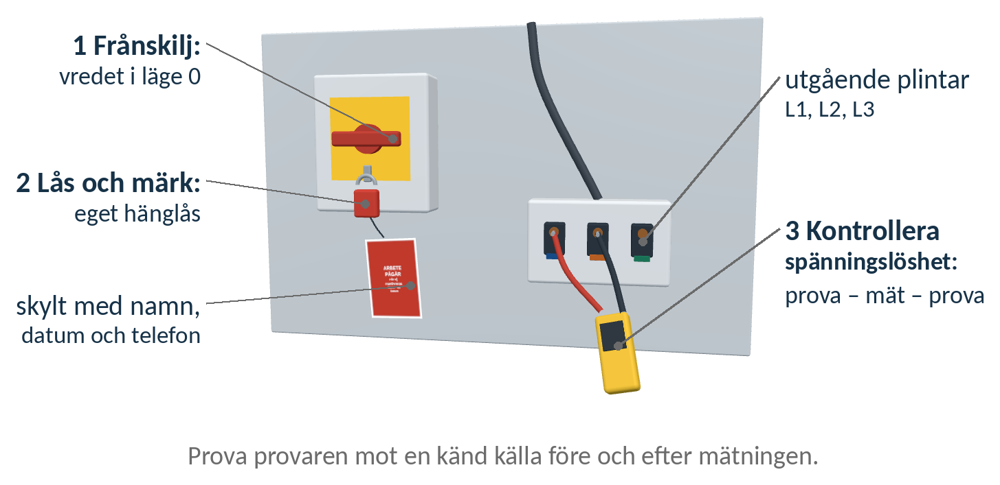 1 Frånskilj:
vredet i läge 0
2 Lås och märk:
eget hänglås
skylt med namn,
datum och telefon
ARBETE
PÅGÅR
utgående plintar
L1, L2, L3
3 Kontrollera
spänningslöshet:
prova – mät – prova
Prova provaren mot en känd källa före och efter mätningen.